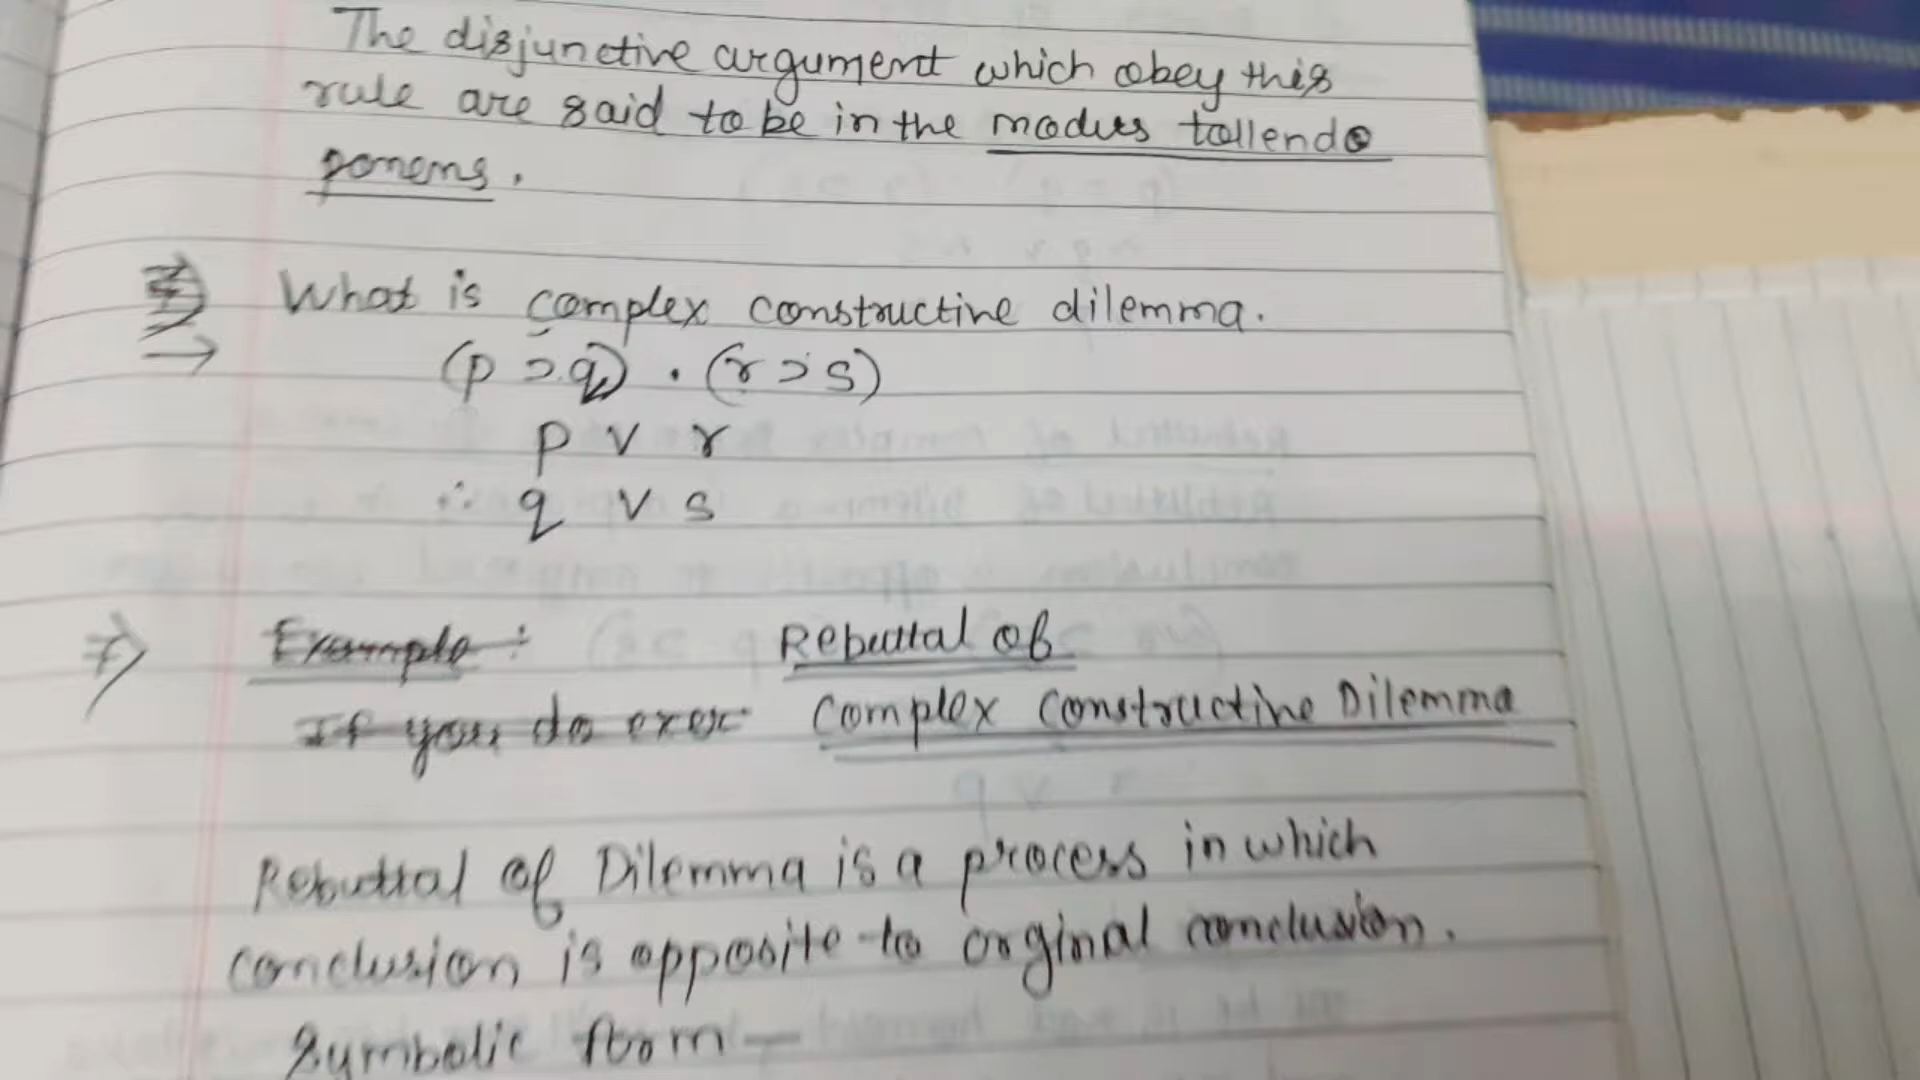 The disjunctive argument which obey this
rule are said to be in the modus tollendo
ponens.
What is complex constructive dilemma.
→ (p ⊃ q) . (r ⊃ s)
p v r
∴ q v s
⇒ Example: Rebuttal of
If you do exer Complex Constructive Dilemma
Rebuttal of Dilemma is a process in which
conclusion is opposite to orginal conclusion.
Symbolic form —